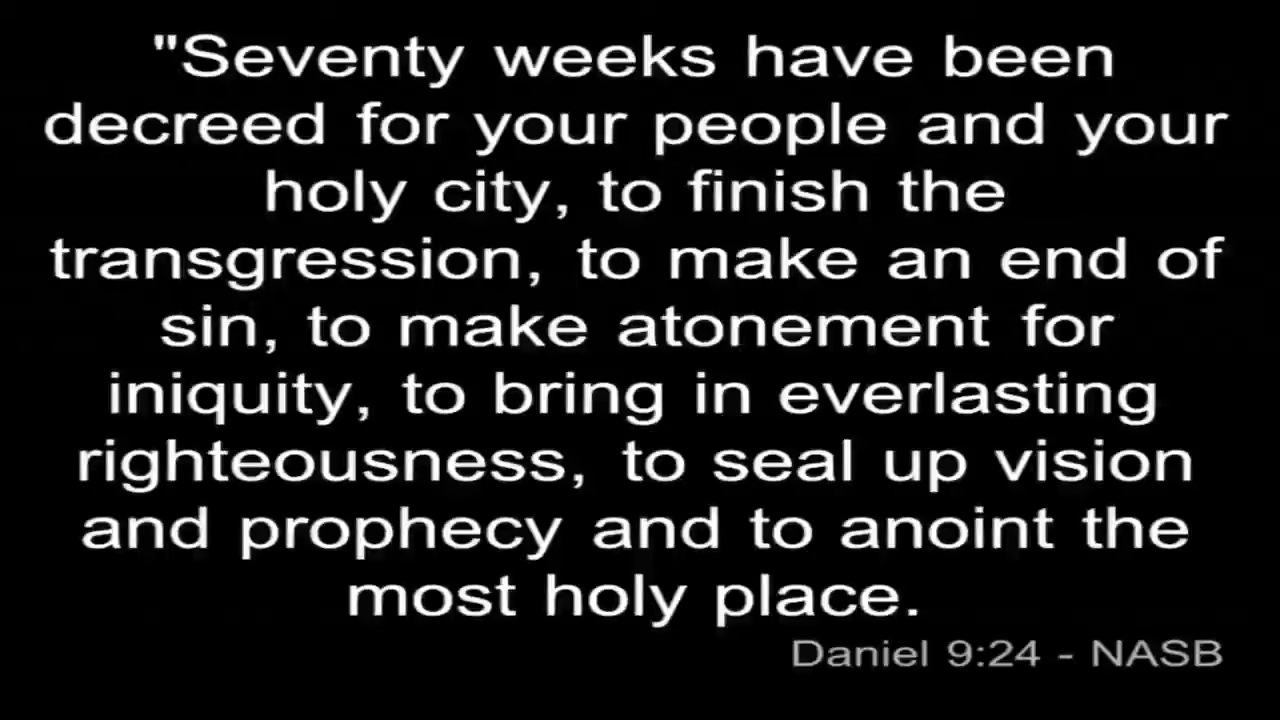 "Seventy weeks have been
decreed for your people and your
holy city, to finish the
transgression, to make an end of
sin, to make atonement for
iniquity, to bring in everlasting
righteousness, to seal up vision
and prophecy and to anoint the
most holy place.
Daniel 9:24 - NASB